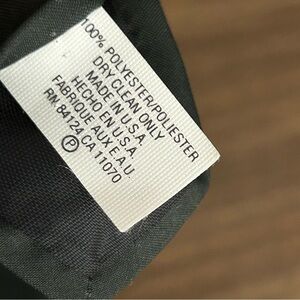 100% POLYESTER/POLIESTER
DRY CLEAN ONLY
MADE IN U.S.A.
HECHO EN U.S.A.
FABRIQUE AUX E.A.U.
RN 84124 CA 11070
P